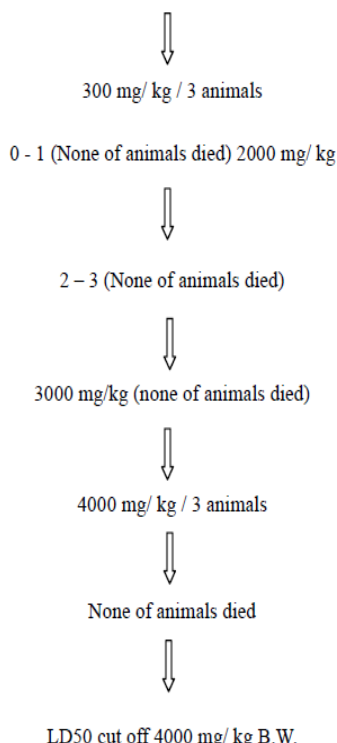 300 mg/ kg / 3 animals
0 - 1 (None of animals died) 2000 mg/ kg
2 – 3 (None of animals died)
3000 mg/kg (none of animals died)
4000 mg/ kg / 3 animals
None of animals died
LD50 cut off 4000 mg/ kg B.W.